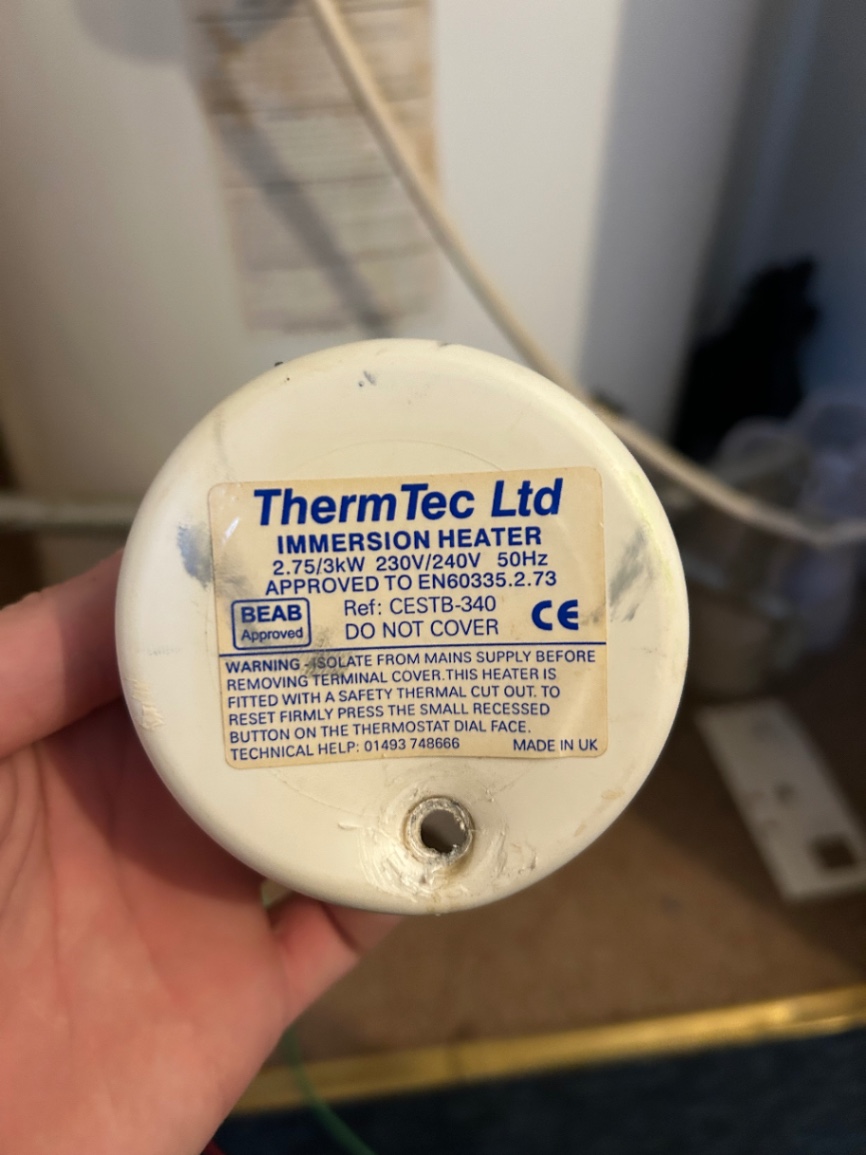 ThermTec Ltd
IMMERSION HEATER
2.75/3kW 230V/240V 50Hz
APPROVED TO EN60335.2.73
BEAB
Approved
Ref: CESTB-340
DO NOT COVER
CE
WARNING - ISOLATE FROM MAINS SUPPLY BEFORE
REMOVING TERMINAL COVER.THIS HEATER IS
FITTED WITH A SAFETY THERMAL CUT OUT. TO
RESET FIRMLY PRESS THE SMALL RECESSED
BUTTON ON THE THERMOSTAT DIAL FACE.
TECHNICAL HELP: 01493 748666 MADE IN UK